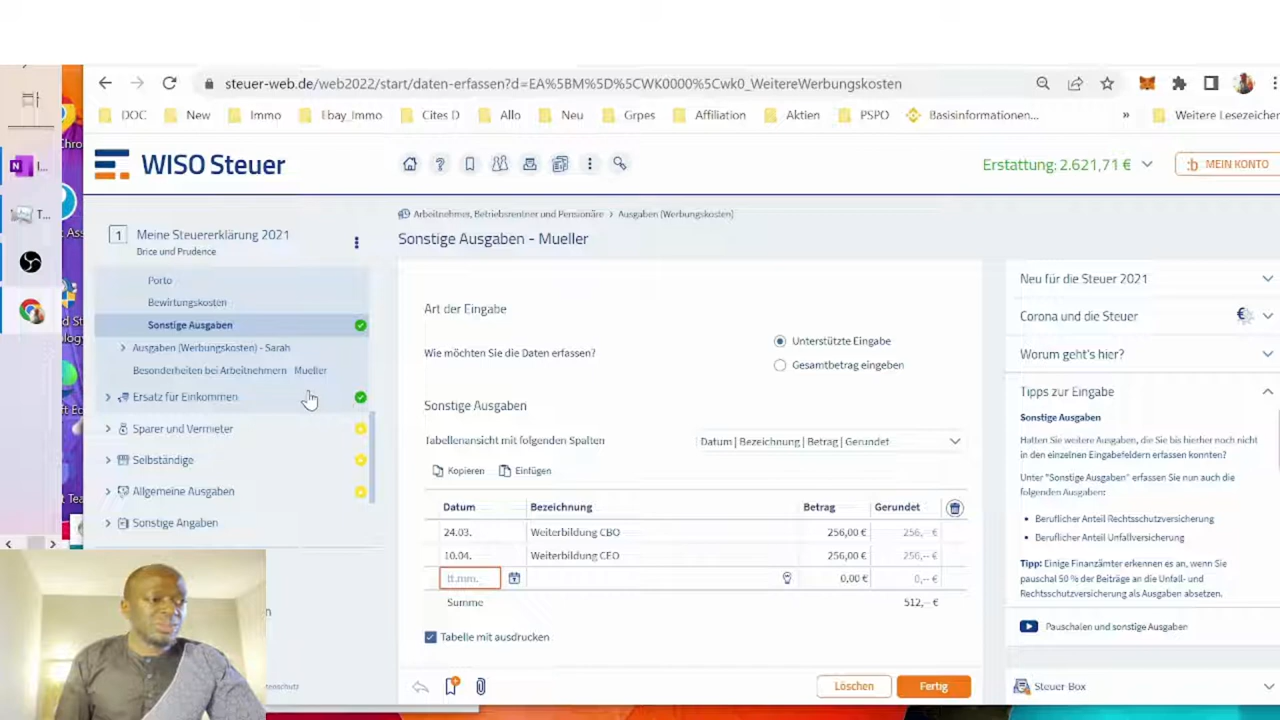 steuer-web.de/web2022/start/daten-erfassen?d=EA%5BM%5D%5CWK0000%5Cwk0_WeitereWerbungskosten
DOC New Immo Ebay_Immo Cites D Allo Neu Grpes Affiliation Aktien PSPO Basisinformationen... » Weitere Lesezeichen
WISO Steuer
Erstattung: 2.621,71 €
:b MEIN KONTO
1 Meine Steuererklärung 2021
Brice und Prudence
Porto
Bewirtungskosten
Sonstige Ausgaben
Ausgaben (Werbungskosten) - Sarah
Besonderheiten bei Arbeitnehmern - Mueller
Ersatz für Einkommen
Sparer und Vermieter
Selbständige
Allgemeine Ausgaben
Sonstige Angaben
Arbeitnehmer, Betriebsrentner und Pensionäre > Ausgaben (Werbungskosten)
Sonstige Ausgaben - Mueller
Art der Eingabe
Wie möchten Sie die Daten erfassen?
Unterstützte Eingabe
Gesamtbetrag eingeben
Sonstige Ausgaben
Tabellenansicht mit folgenden Spalten
Datum | Bezeichnung | Betrag | Gerundet
Kopieren Einfügen
Datum Bezeichnung Betrag Gerundet
24.03. Weiterbildung CBO 256,00 € 256,-- €
10.04. Weiterbildung CEO 256,00 € 256,-- €
tt.mm. 0,00 € 0,-- €
Summe 512,-- €
Tabelle mit ausdrucken
Löschen
Fertig
Neu für die Steuer 2021
Corona und die Steuer
Worum geht's hier?
Tipps zur Eingabe
Sonstige Ausgaben
Hatten Sie weitere Ausgaben, die Sie bis hierher noch nicht
in den einzelnen Eingabefeldern erfassen konnten?
Unter "Sonstige Ausgaben" erfassen Sie nun auch die
folgenden Ausgaben:
• Beruflicher Anteil Rechtsschutzversicherung
• Beruflicher Anteil Unfallversicherung
Tipp: Einige Finanzämter erkennen es an, wenn Sie
pauschal 50 % der Beiträge an die Unfall- und
Rechtsschutzversicherung als Ausgaben absetzen.
Pauschalen und sonstige Ausgaben
Steuer Box